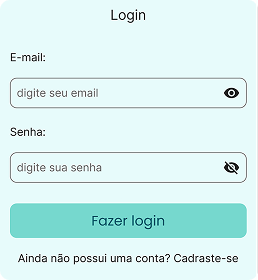 Login
E-mail:
digite seu email
Senha:
digite sua senha
Fazer login
Ainda não possui uma conta? Cadraste-se